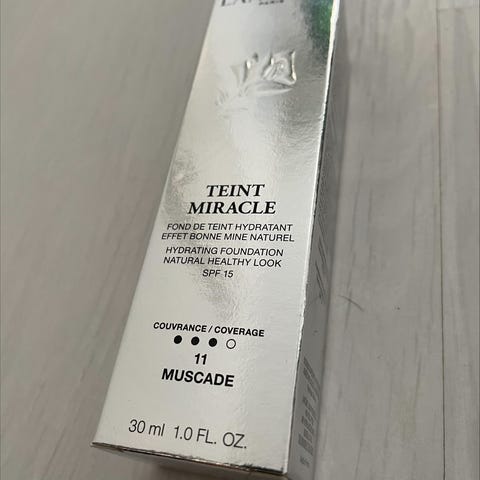 PARIS
TEINT
MIRACLE
FOND DE TEINT HYDRATANT
EFFET BONNE MINE NATUREL
HYDRATING FOUNDATION
NATURAL HEALTHY LOOK
SPF 15
COUVRANCE / COVERAGE
11
MUSCADE
30 ml 1.0 FL. OZ.